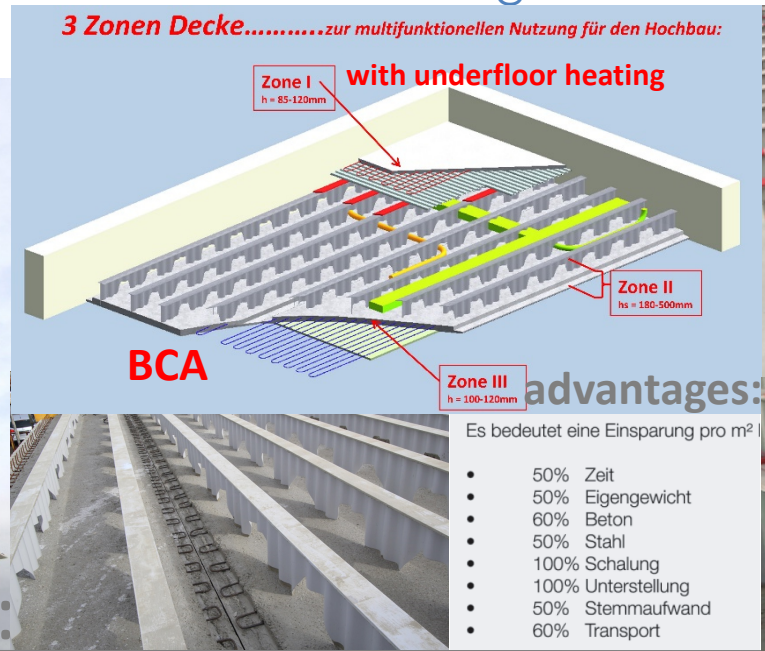 3 Zonen Decke...........zur multifunktionellen Nutzung für den Hochbau:
with underfloor heating
Zone I
h = 85-120mm
Zone II
hs = 180-500mm
BCA
Zone III
h = 100-120mm
advantages:
Es bedeutet eine Einsparung pro m²
• 50% Zeit
• 50% Eigengewicht
• 60% Beton
• 50% Stahl
• 100% Schalung
• 100% Unterstellung
• 50% Stemmaufwand
• 60% Transport